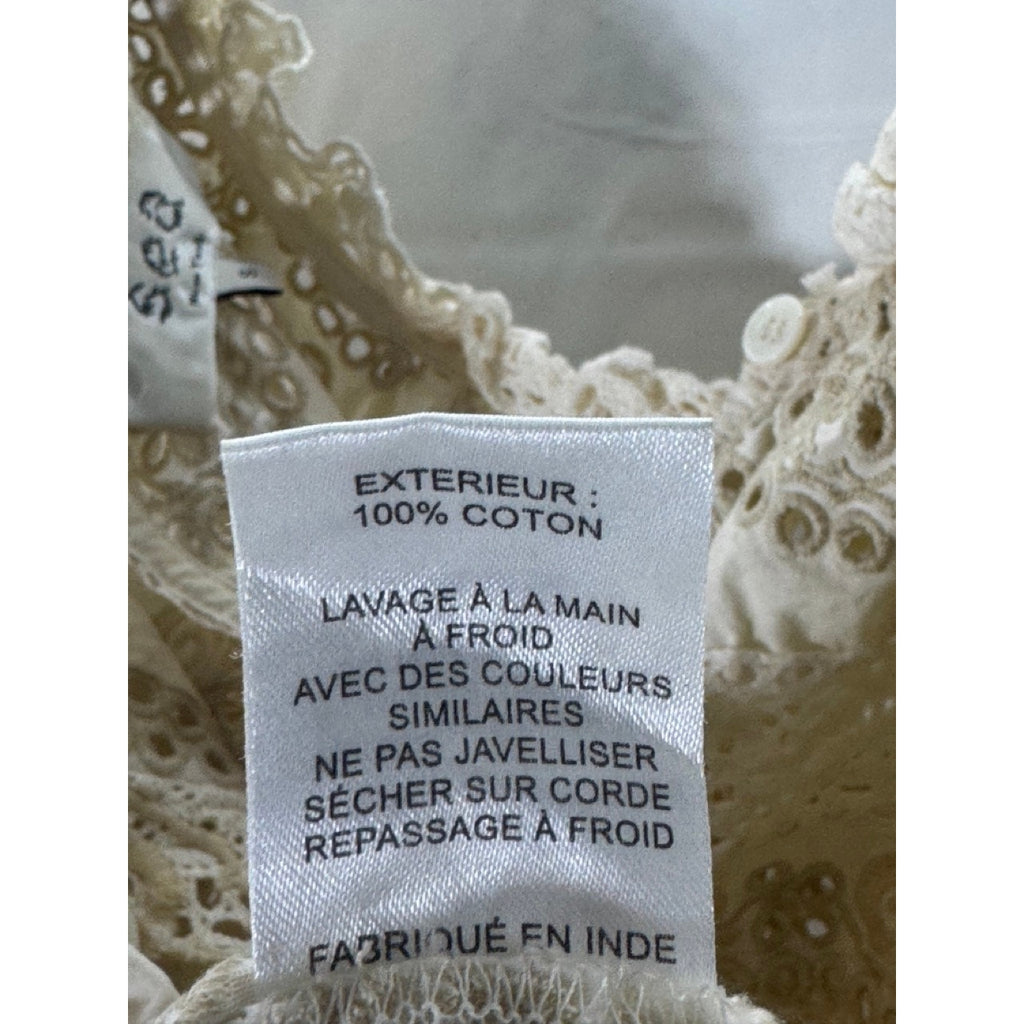 sea
S
EXTERIEUR :
100% COTON
LAVAGE À LA MAIN
À FROID
AVEC DES COULEURS
SIMILAIRES
NE PAS JAVELLISER
SÉCHER SUR CORDE
REPASSAGE À FROID
FABRIQUÉ EN INDE